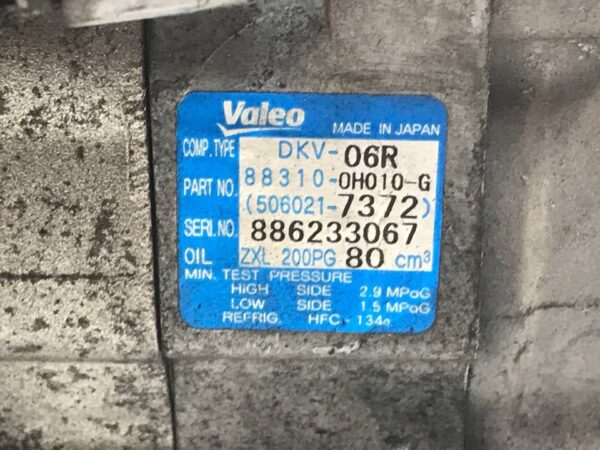 Valeo
MADE IN JAPAN
COMP. TYPE DKV-06R
PART NO. 88310-0H010-G
(506021-7372)
SERI.NO. 886233067
OIL ZXL 200PG 80 cm³
MIN. TEST PRESSURE
HIGH SIDE 2.9 MPaG
LOW SIDE 1.5 MPaG
REFRIG. HFC-134a